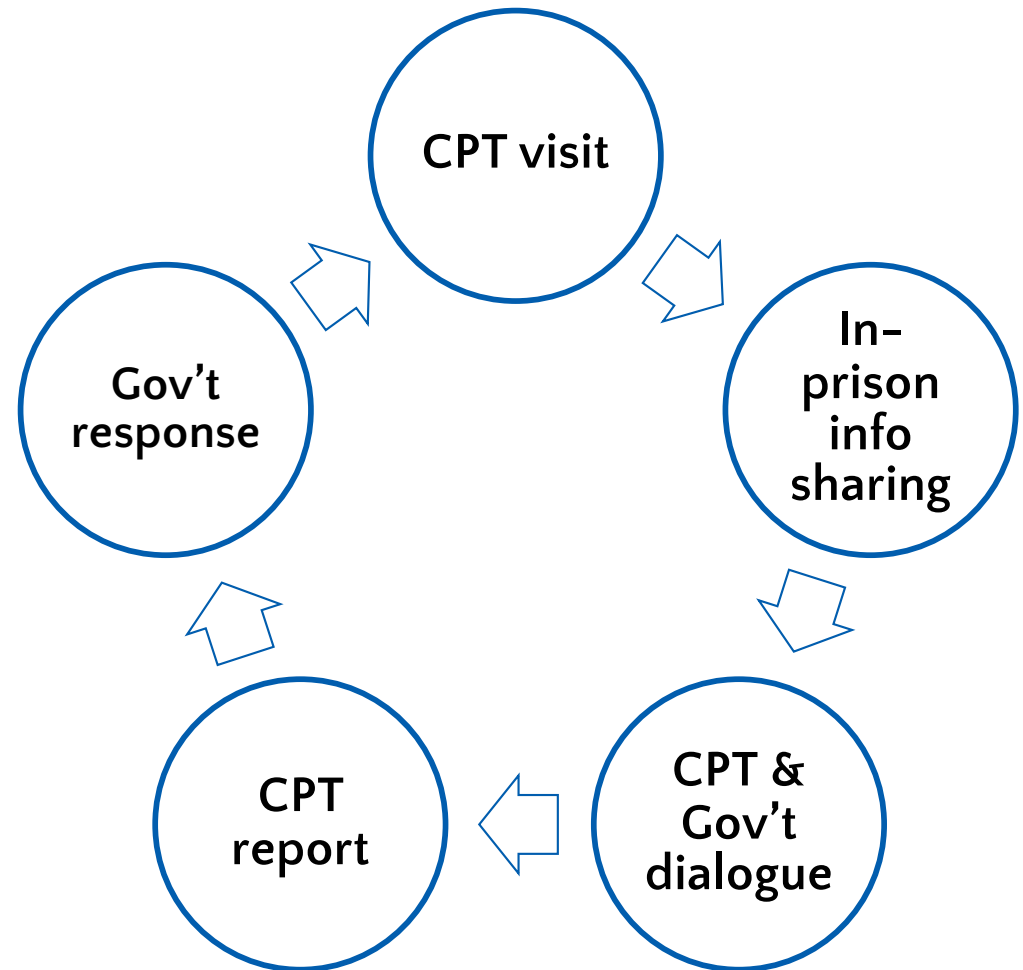 CPT visit
In-
prison
info
sharing
CPT &
Gov't
dialogue
CPT
report
Gov't
response